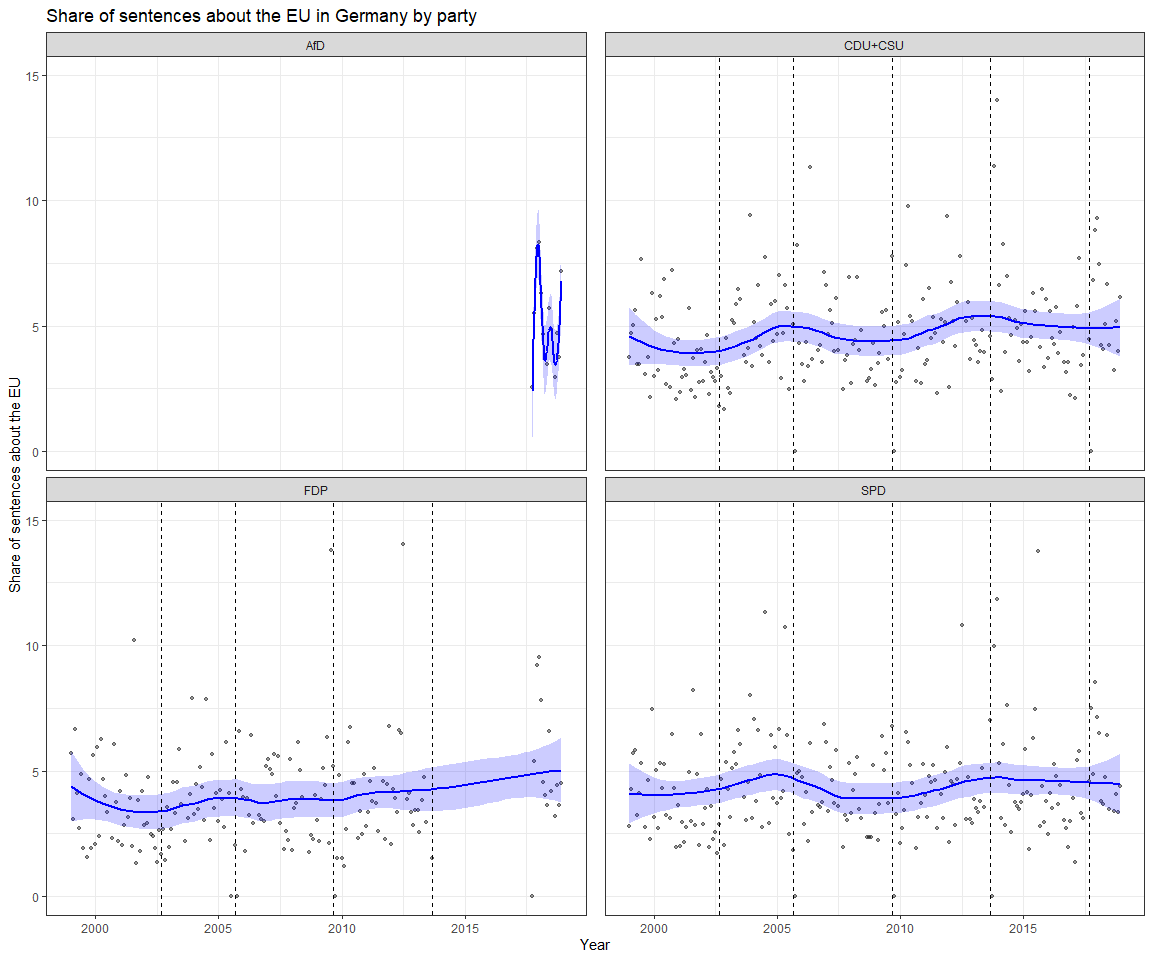 Share of sentences about the EU in Germany by party
AfD
CDU+CSU
15
10
5
0
FDP
SPD
15
10
5
0
Share of sentences about the EU
2000
2005
2010
2015
2000
2005
2010
2015
Year